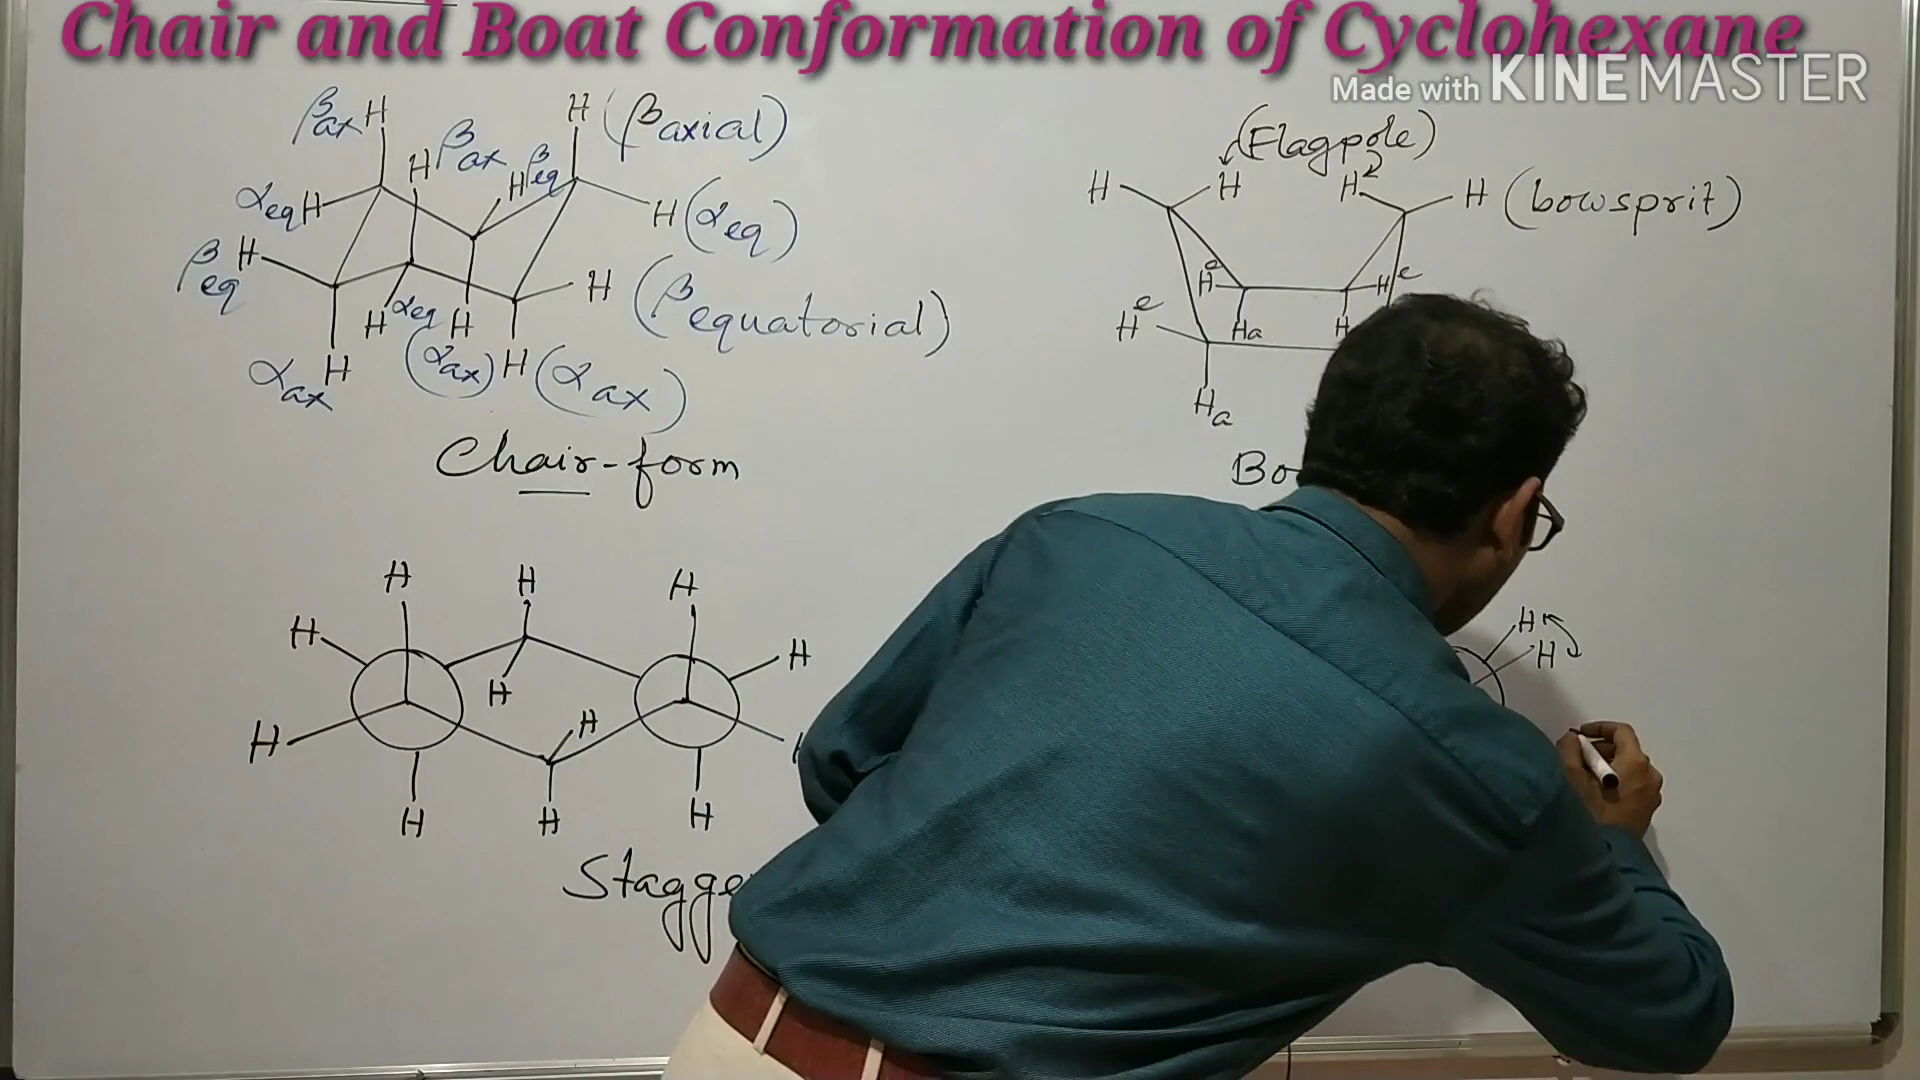 Chair and Boat Conformation of Cyclohexane
Made with KINEMASTER
βax H
H βax
H βeq
H (βaxial)
αeq H
H (αeq)
β eq H
H αeq
H (αax)
H (βequatorial)
αax H
H (αax)
Chair-form
(Flagpole)
H H H H (bowsprit)
He He
He Ha H
Ha
Bo
H H H
H H
H H
H H
H H H
Stagge
H
H